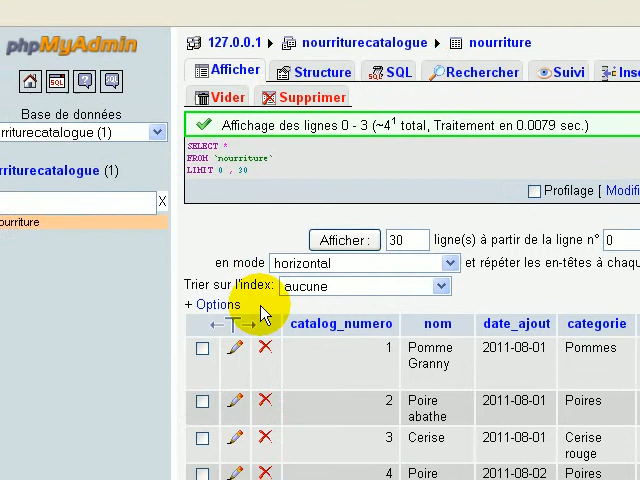 phpMyAdmin
127.0.0.1 nourriturecatalogue nourriture
Afficher Structure SQL Rechercher Suivi Inse
Vider Supprimer
Base de données
rriturecatalogue (1)
rriturecatalogue (1)
X
ourriture
Affichage des lignes 0 - 3 (~4¹ total, Traitement en 0.0079 sec.)
SELECT *
FROM `nourriture`
LIMIT 0 , 30
Profilage [ Modifi
Afficher : 30 ligne(s) à partir de la ligne n° 0
en mode horizontal et répéter les en-têtes à chaqu
Trier sur l'index: aucune
+ Options
←T→ catalog_numero nom date_ajout categorie
1 Pomme Granny 2011-08-01 Pommes
2 Poire abathe 2011-08-01 Poires
3 Cerise 2011-08-01 Cerise rouge
4 Poire 2011-08-02 Poires